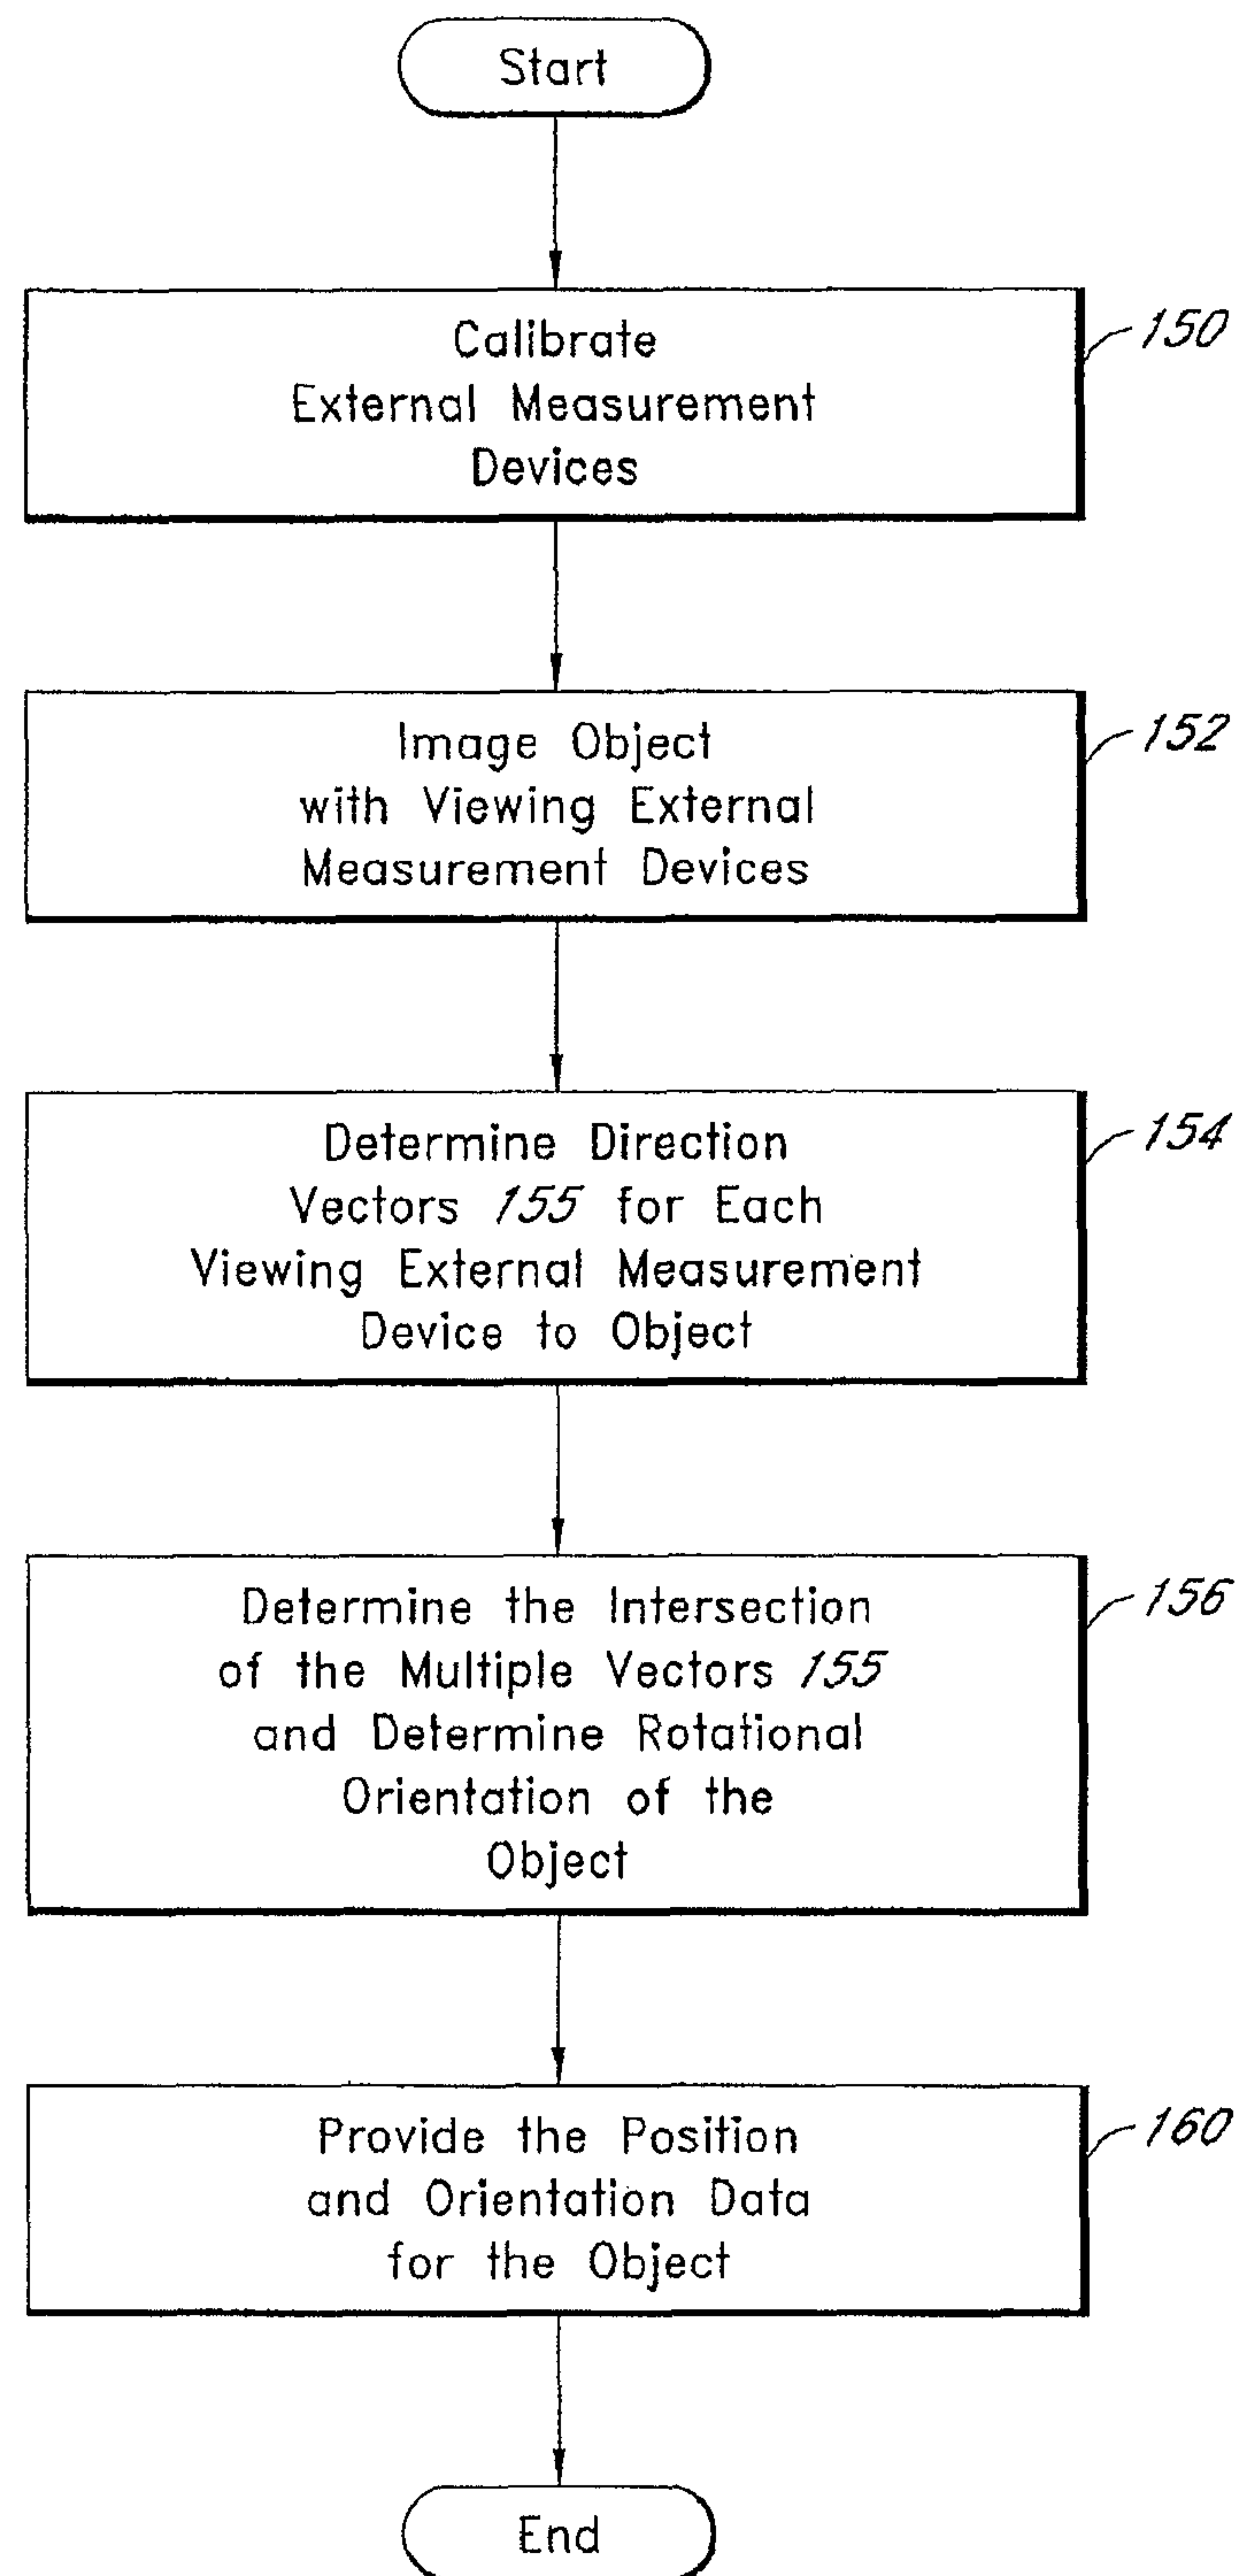 Start
Calibrate
External Measurement
Devices
150
Image Object
with Viewing External
Measurement Devices
152
Determine Direction
Vectors 155 for Each
Viewing External Measurement
Device to Object
154
Determine the Intersection
of the Multiple Vectors 155
and Determine Rotational
Orientation of the
Object
156
Provide the Position
and Orientation Data
for the Object
160
End